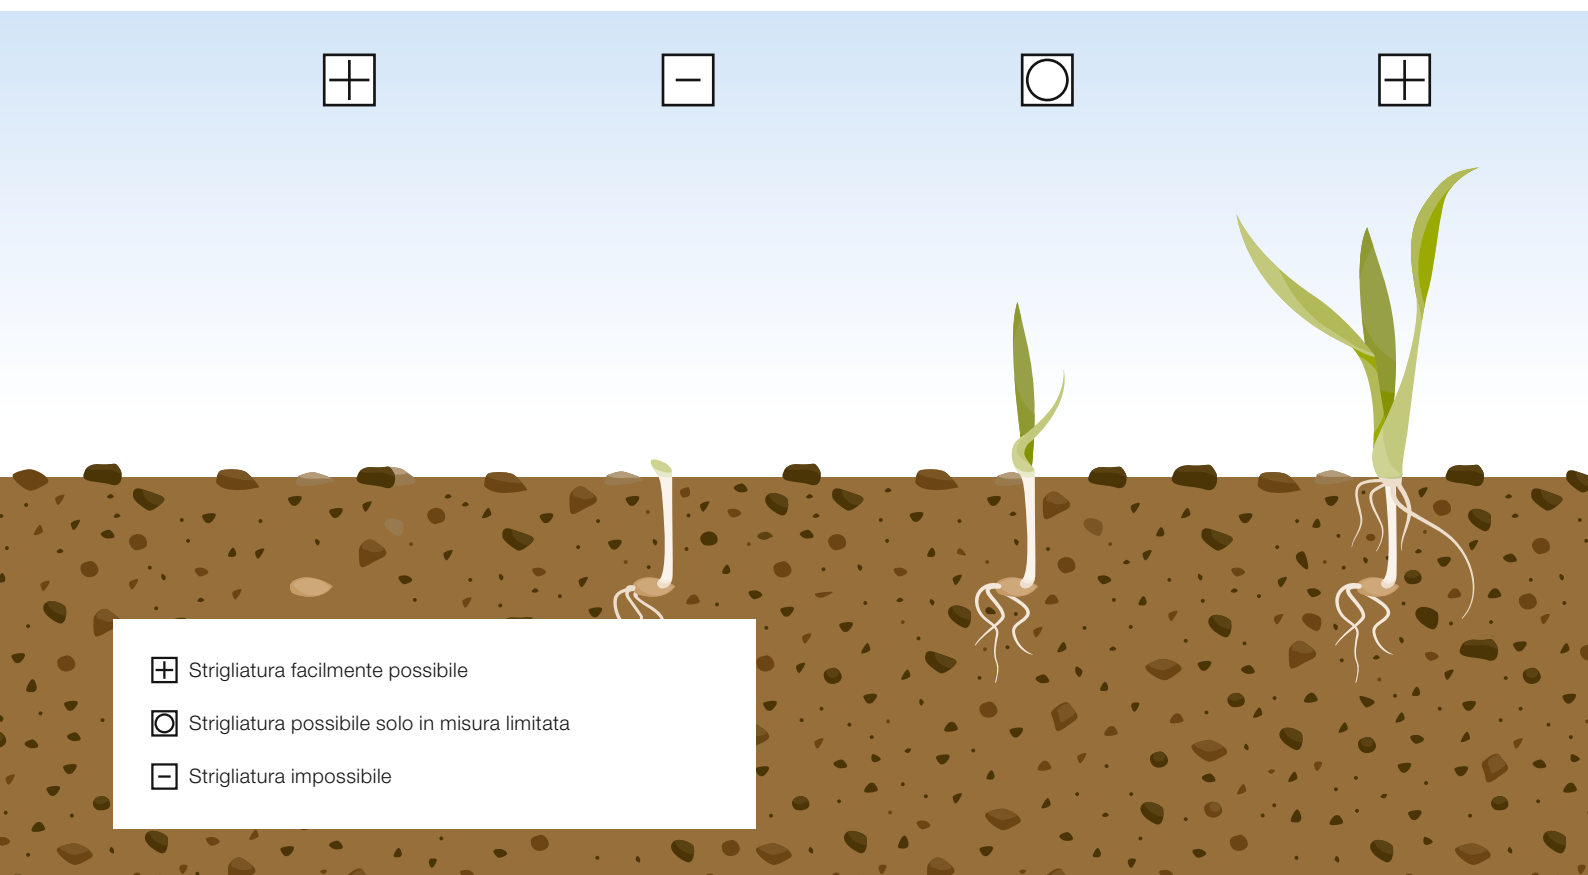 Strigliatura facilmente possibile
Strigliatura possibile solo in misura limitata
Strigliatura impossibile